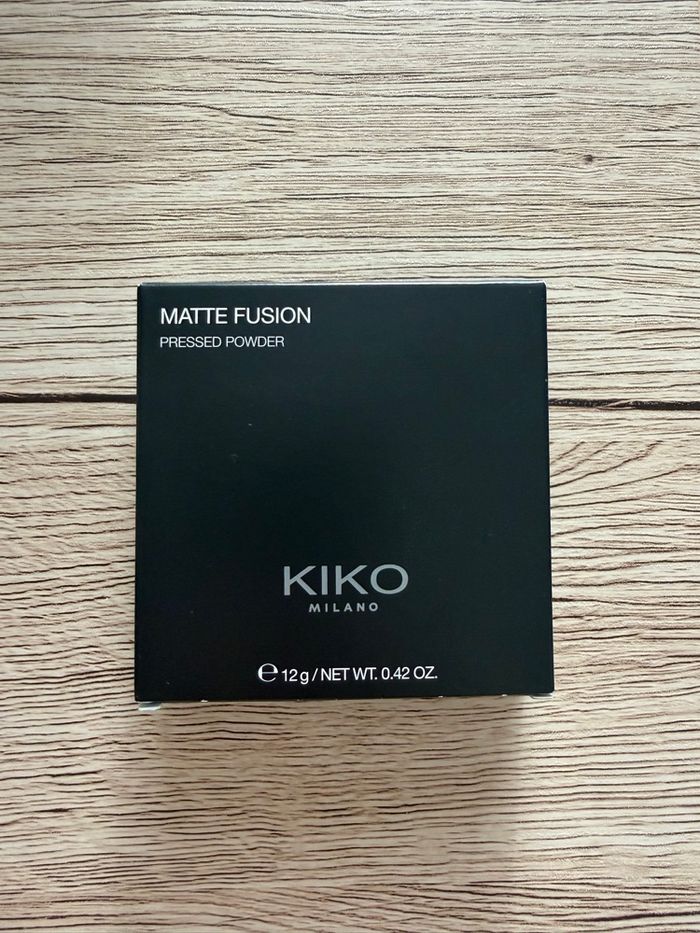 MATTE FUSION
PRESSED POWDER
KIKO
MILANO
℮ 12 g / NET WT. 0.42 OZ.